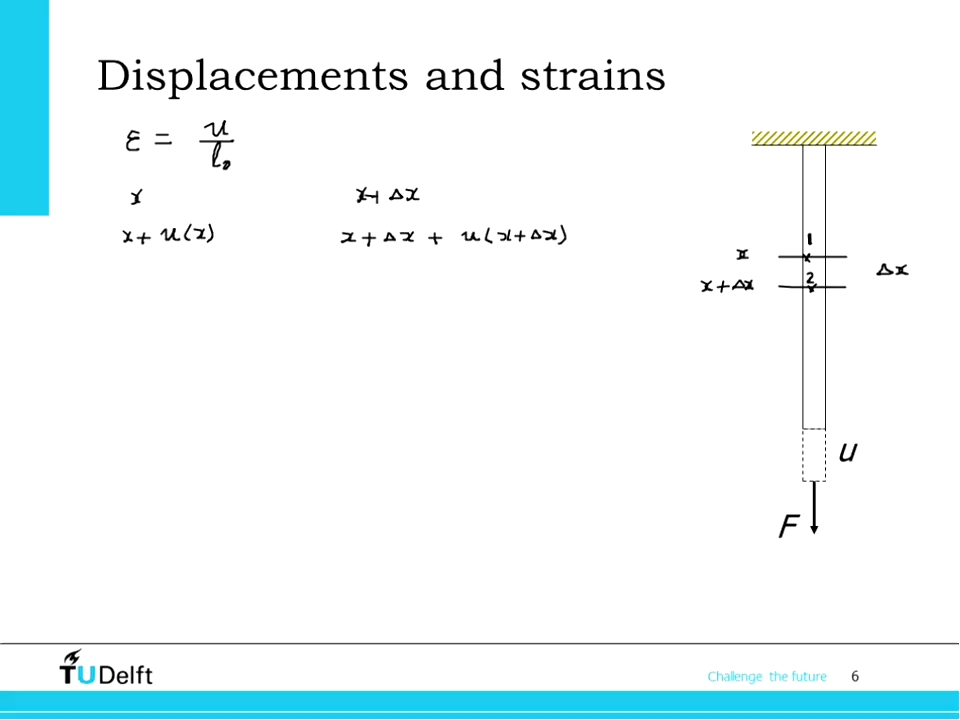 Displacements and strains
ε = u/l₀
x x+Δx
x+u(x) x+Δx+u(x+Δx)
1
x
Δx
2
x+Δx
u
F
TUDelft
Challenge the future 6